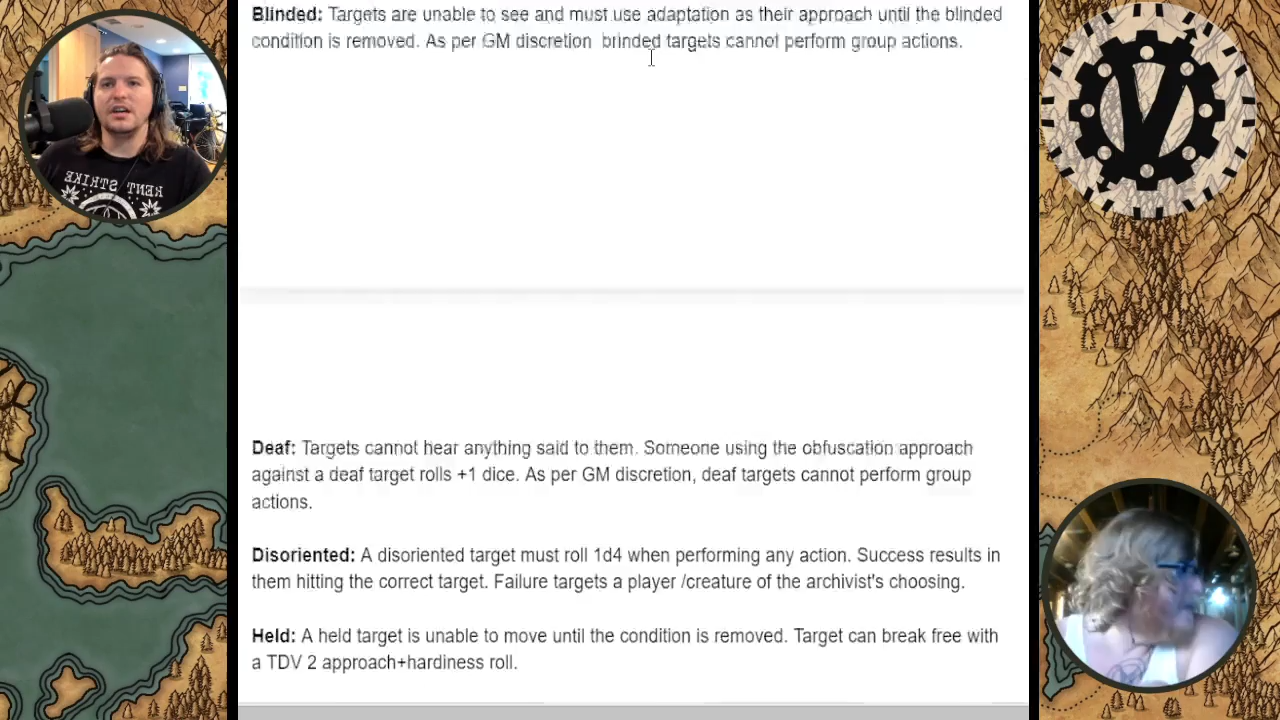 Blinded: Targets are unable to see and must use adaptation as their approach until the blinded
condition is removed. As per GM discretion blinded targets cannot perform group actions.
Deaf: Targets cannot hear anything said to them. Someone using the obfuscation approach
against a deaf target rolls +1 dice. As per GM discretion, deaf targets cannot perform group
actions.
Disoriented: A disoriented target must roll 1d4 when performing any action. Success results in
them hitting the correct target. Failure targets a player /creature of the archivist's choosing.
Held: A held target is unable to move until the condition is removed. Target can break free with
a TDV 2 approach+hardiness roll.
RENT STRIKE
V